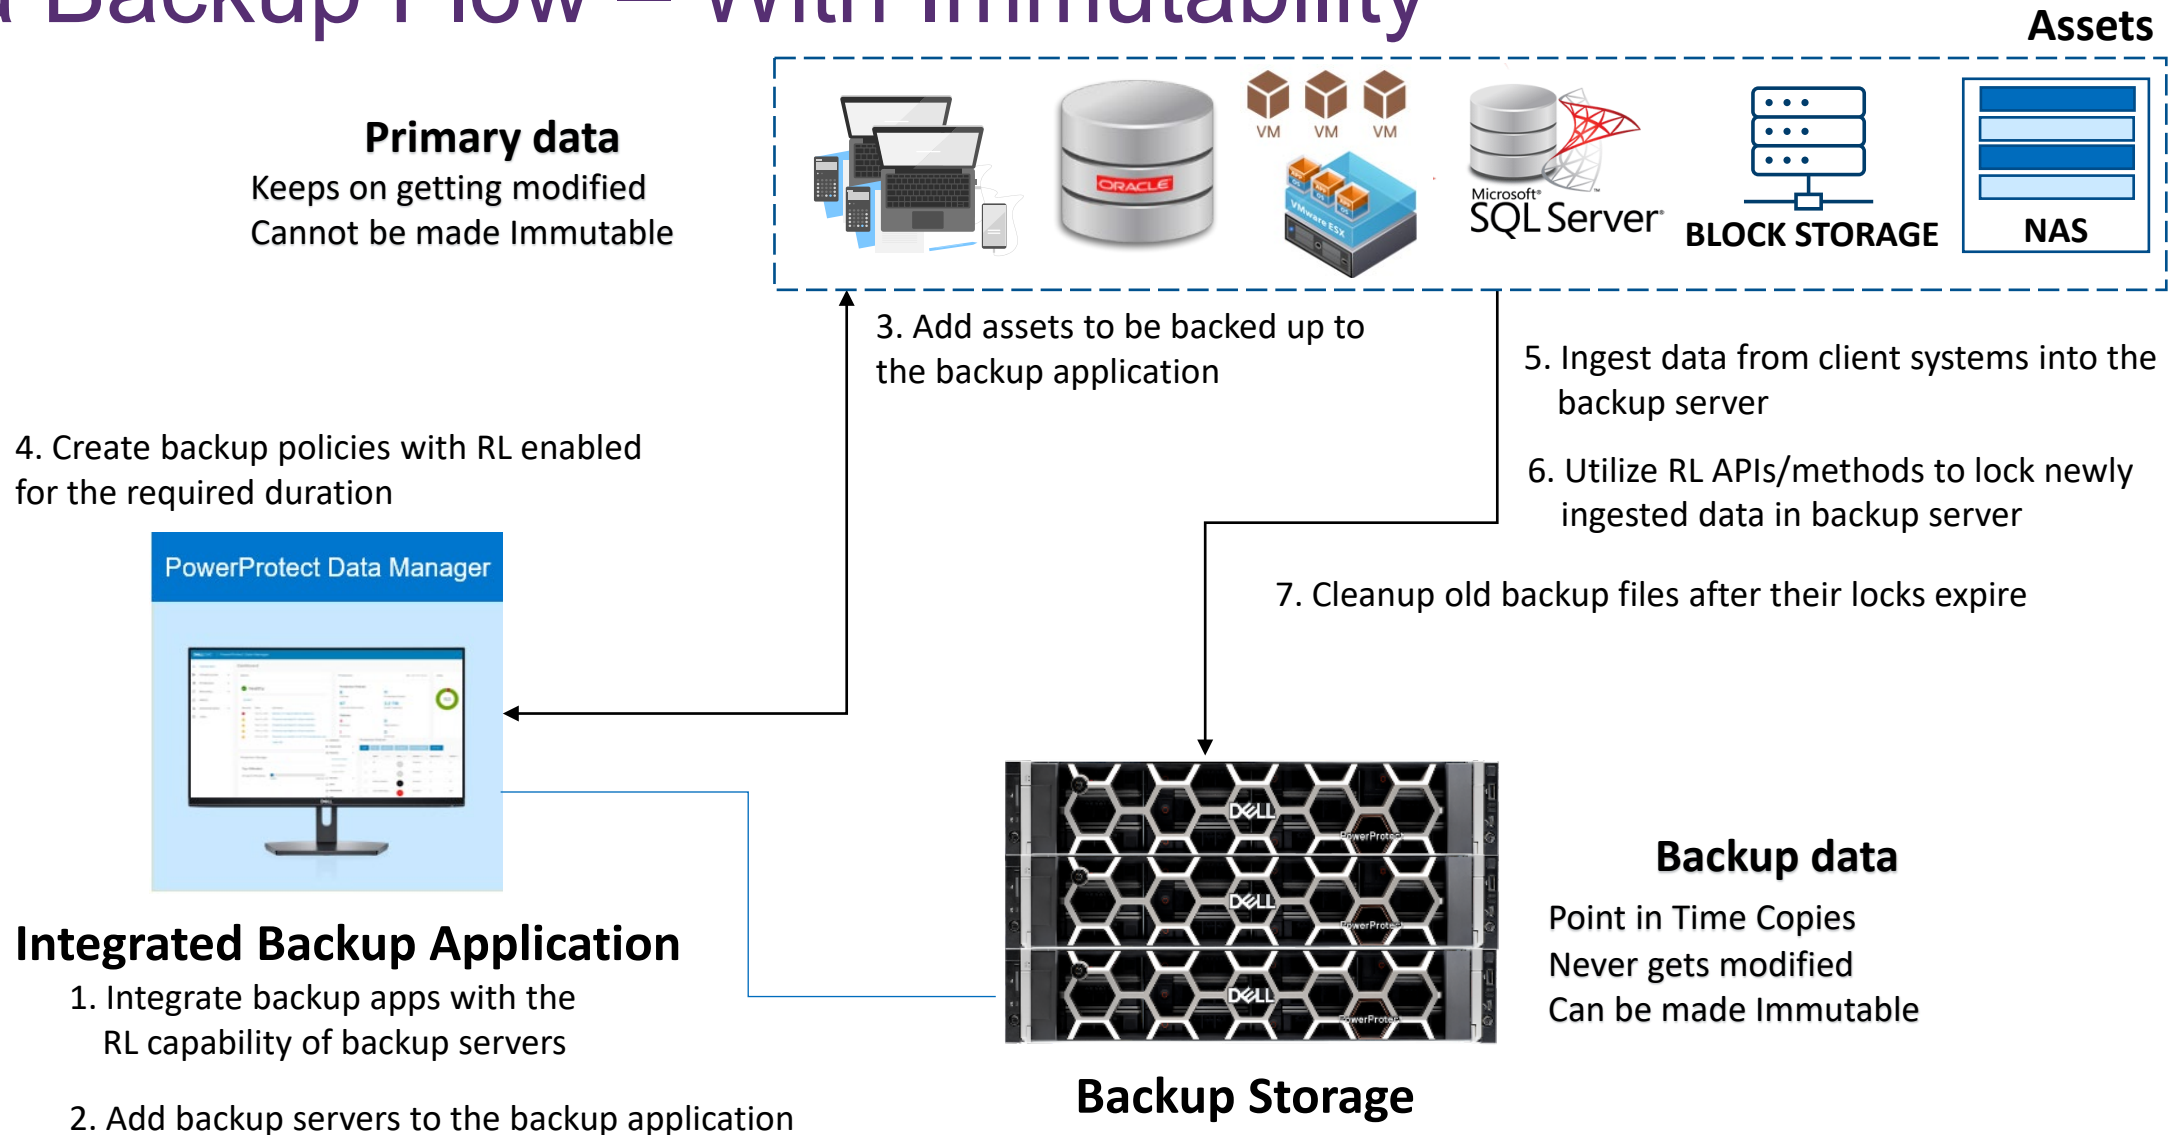 a Backup Flow – With Immutability
Assets
Primary data
Keeps on getting modified
Cannot be made Immutable
ORACLE
VM VM VM
VMware ESX
Microsoft®
SQL Server®
BLOCK STORAGE
NAS
3. Add assets to be backed up to
the backup application
5. Ingest data from client systems into the
backup server
4. Create backup policies with RL enabled
for the required duration
6. Utilize RL APIs/methods to lock newly
ingested data in backup server
PowerProtect Data Manager
7. Cleanup old backup files after their locks expire
DELL
PowerProtect
DELL
PowerProtect
DELL
PowerProtect
Backup data
Point in Time Copies
Never gets modified
Can be made Immutable
Integrated Backup Application
1. Integrate backup apps with the
RL capability of backup servers
2. Add backup servers to the backup application
Backup Storage